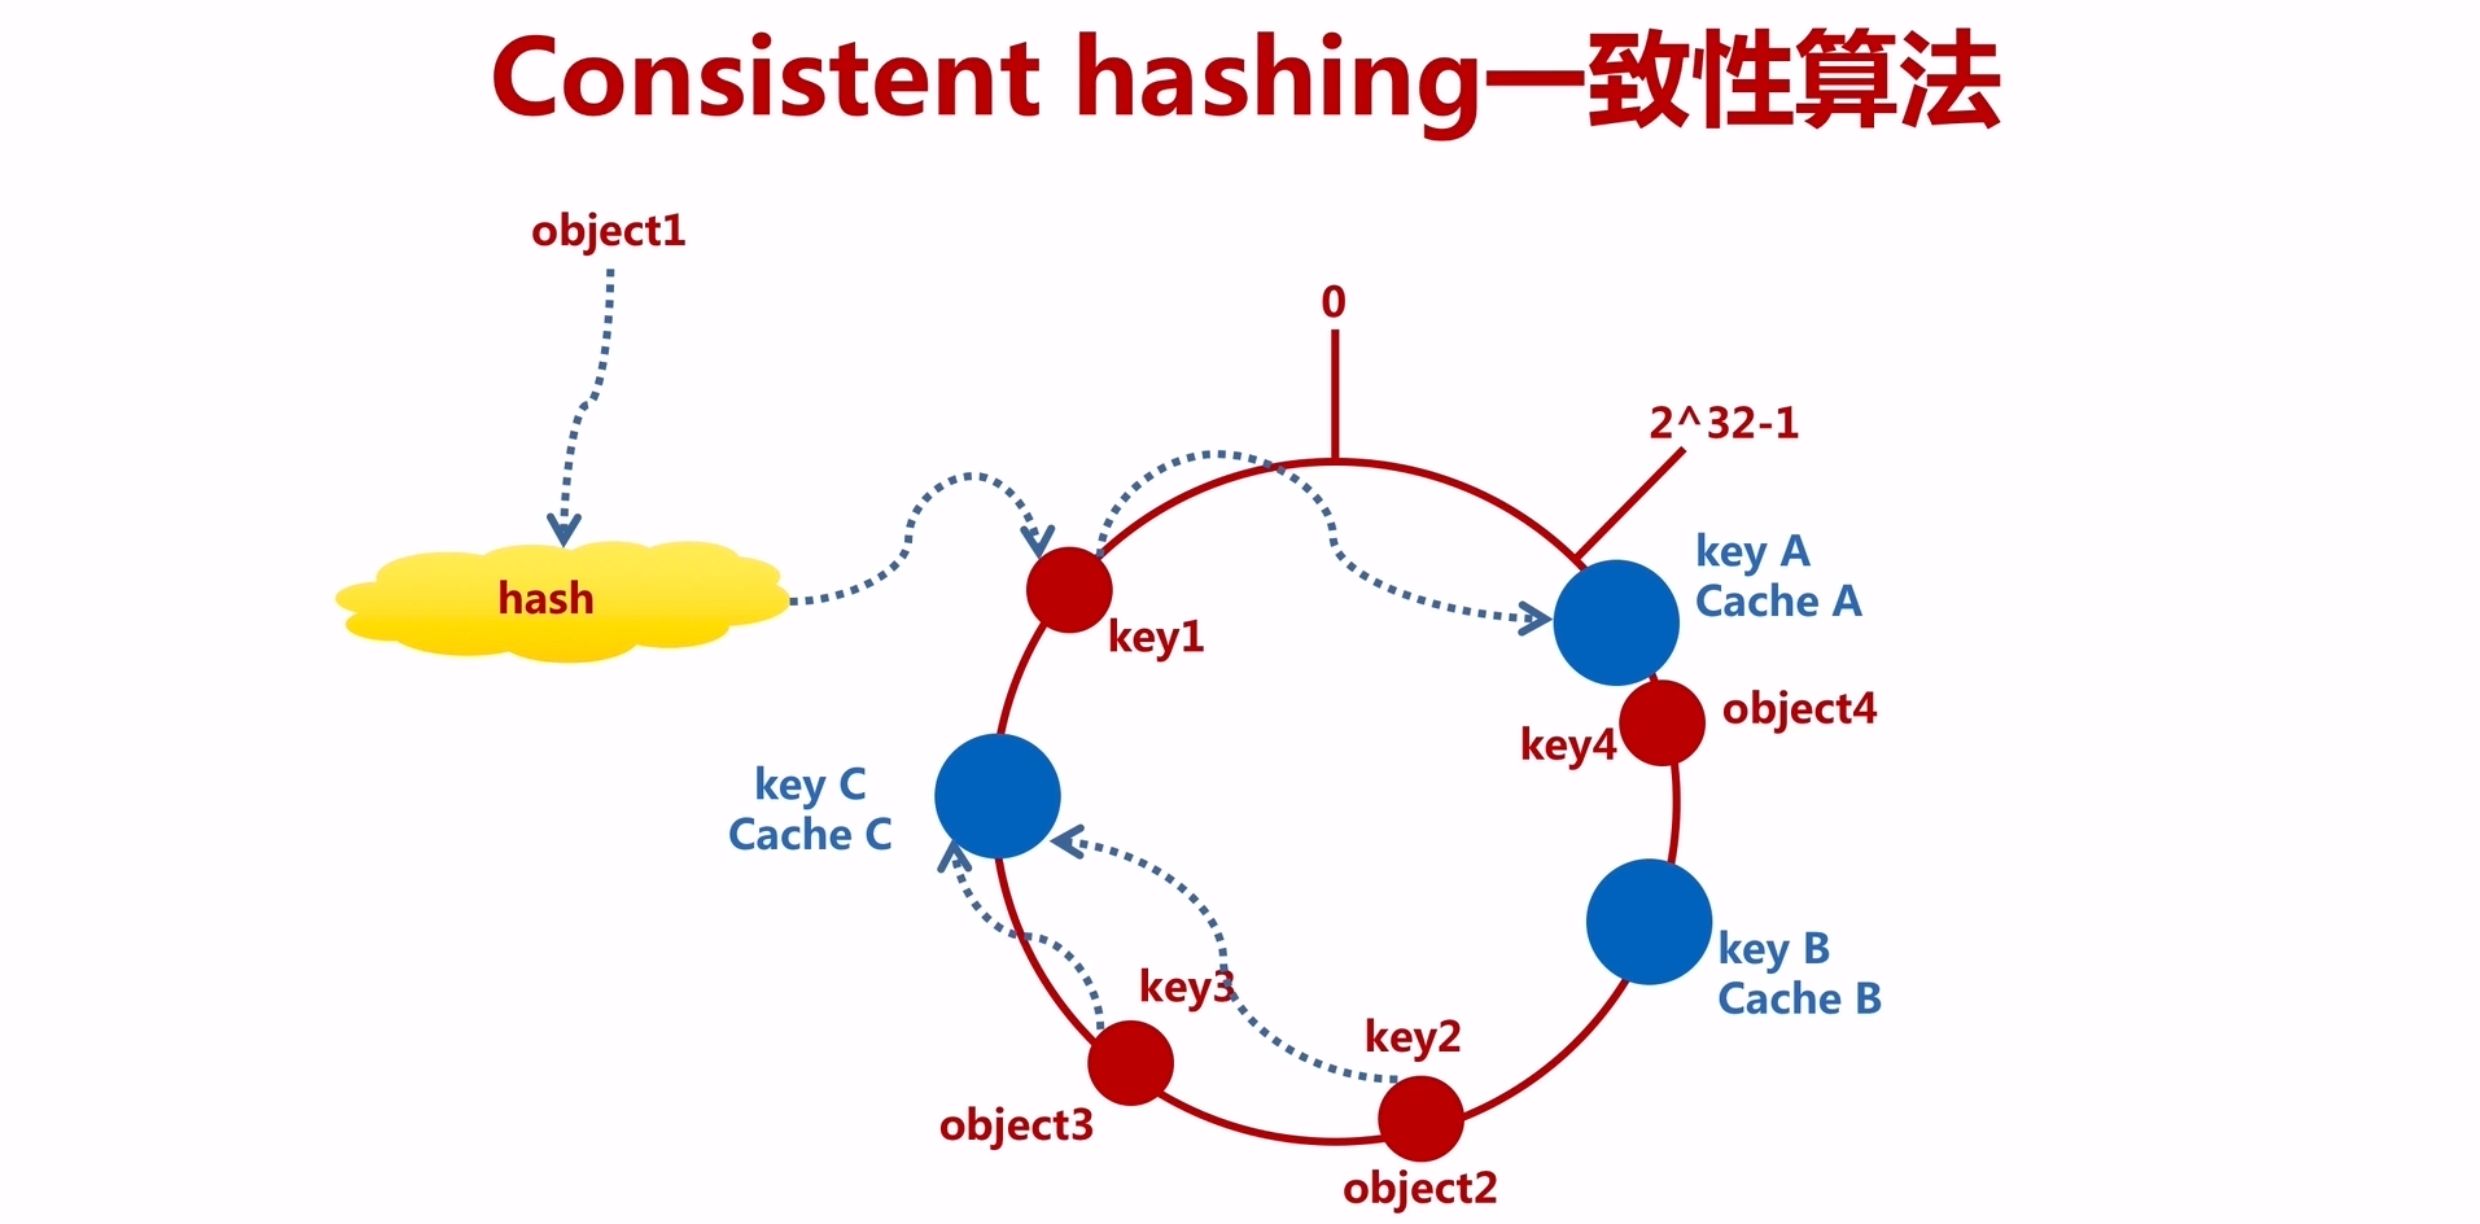 Consistent hashing一致性算法
object1
0
2^32-1
hash
key1
key A
Cache A
key4
object4
key C
Cache C
key B
Cache B
key3
key2
object3
object2